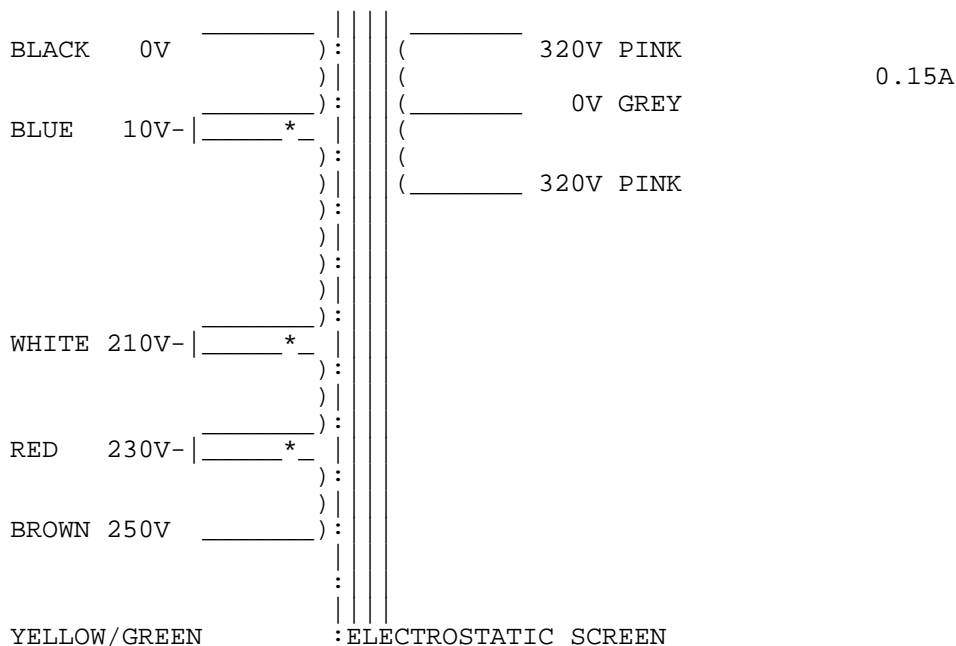 BLACK 0V 320V PINK
0.15A
0V GREY
BLUE 10V
320V PINK
WHITE 210V
RED 230V
BROWN 250V
YELLOW/GREEN ELECTROSTATIC SCREEN